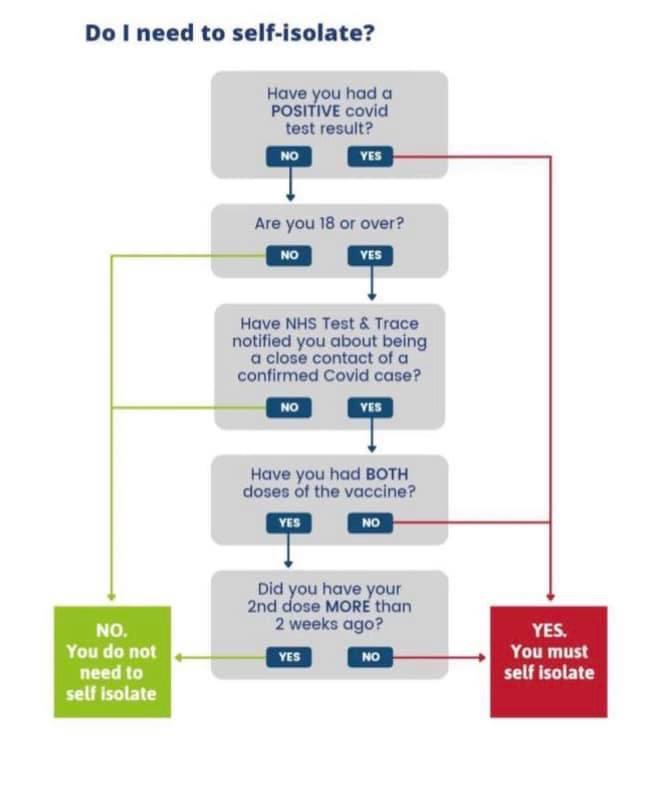 Do I need to self-isolate?
Have you had a
POSITIVE covid
test result?
NO
YES
Are you 18 or over?
NO
YES
Have NHS Test & Trace
notified you about being
a close contact of a
confirmed Covid case?
NO
YES
Have you had BOTH
doses of the vaccine?
YES
NO
Did you have your
2nd dose MORE than
2 weeks ago?
YES
NO
NO.
You do not
need to
self isolate
YES.
You must
self isolate